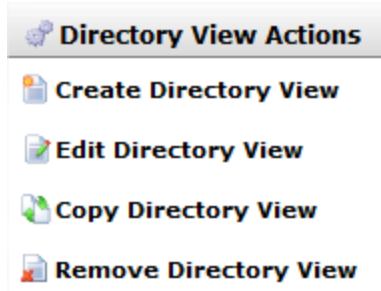 Directory View Actions
Create Directory View
Edit Directory View
Copy Directory View
Remove Directory View